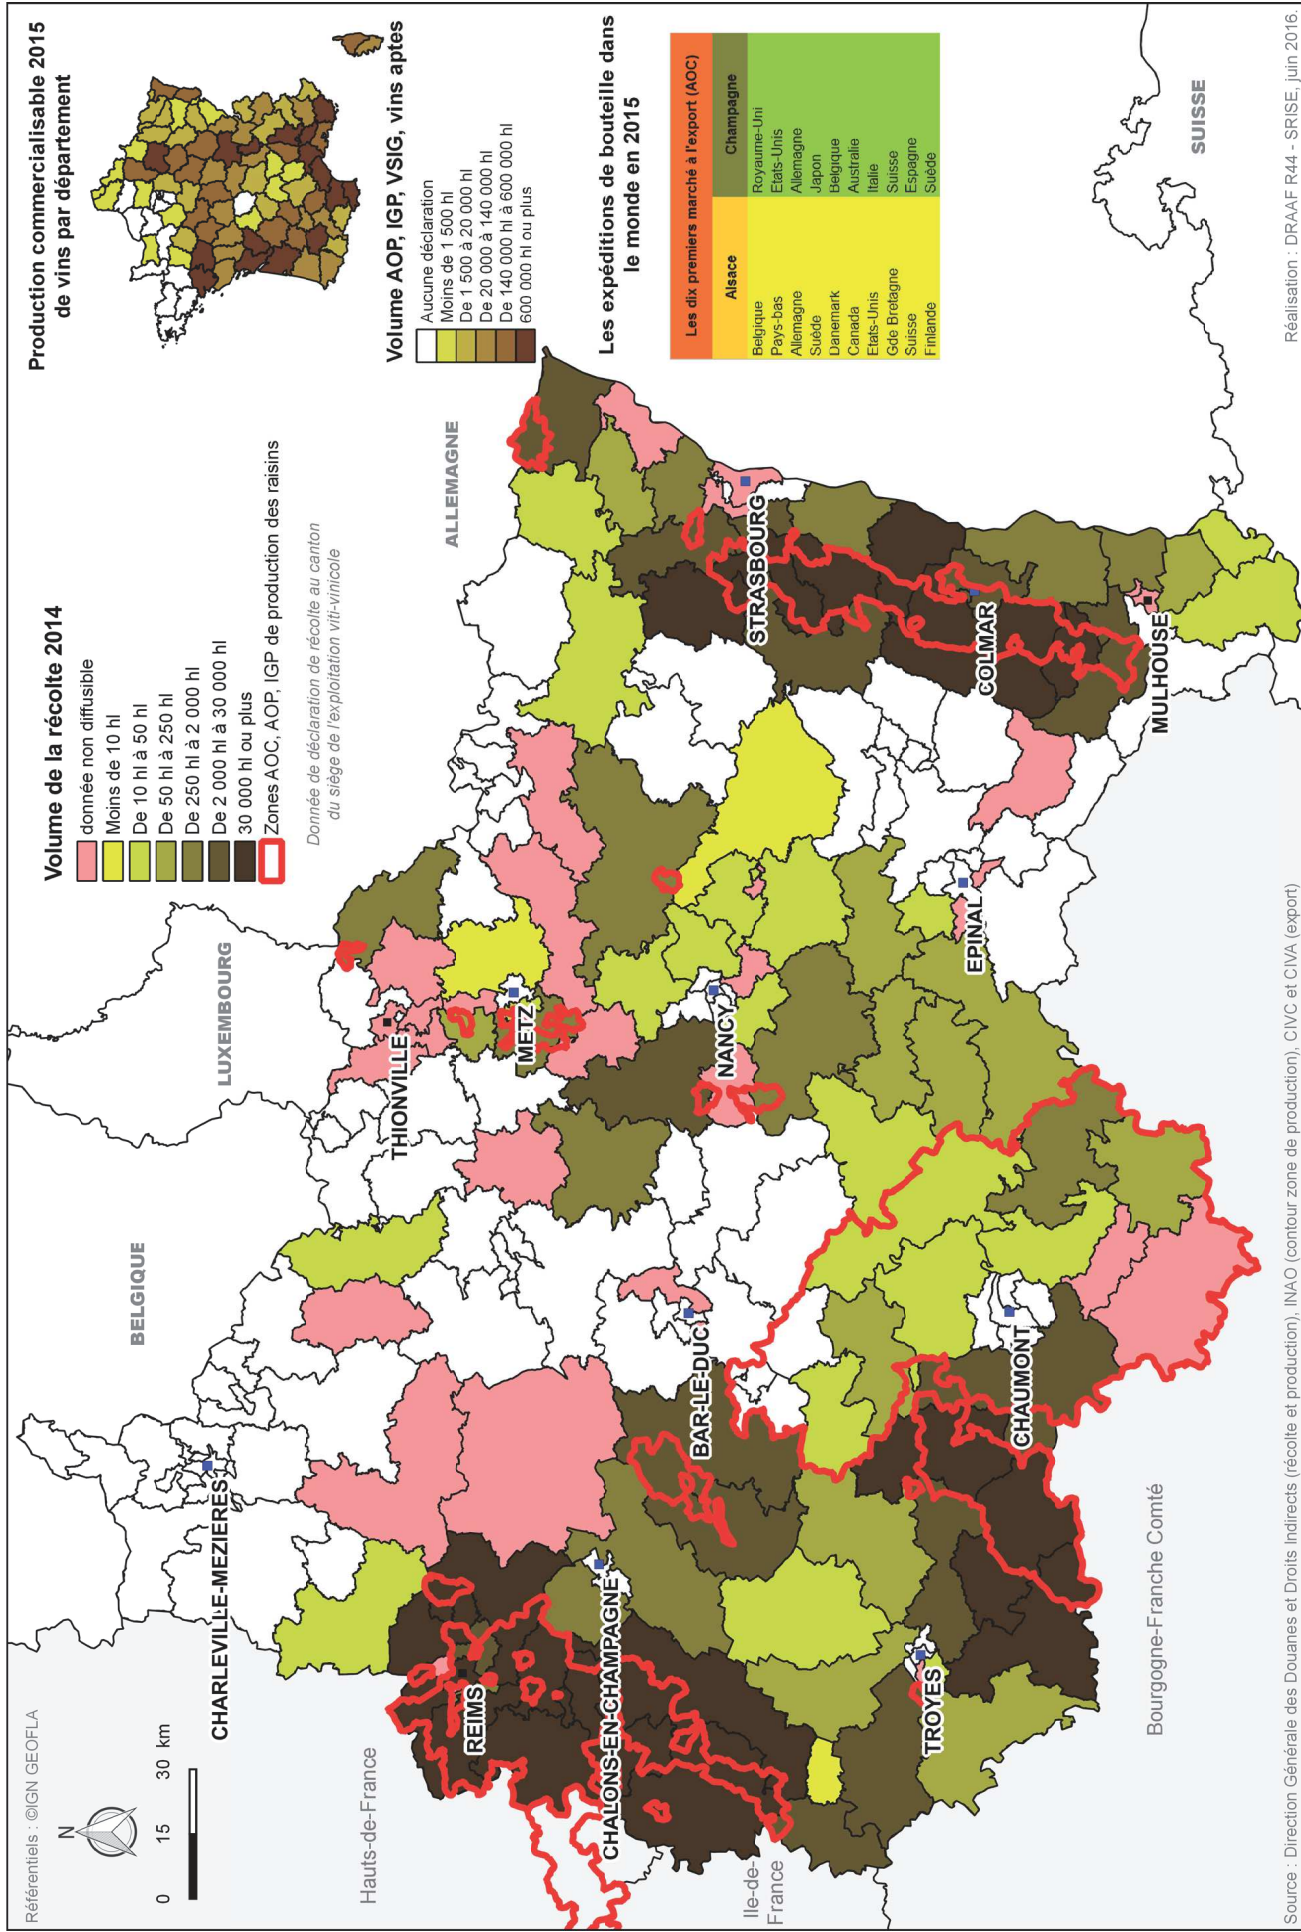 Référentiels : ©IGN GEOFLA
N
0 15 30 km
Volume de la récolte 2014
donnée non diffusible
Moins de 10 hl
De 10 hl à 50 hl
De 50 hl à 250 hl
De 250 hl à 2 000 hl
De 2 000 hl à 30 000 hl
30 000 hl ou plus
Zones AOC, AOP, IGP de production des raisins
Donnée de déclaration de récolte au canton
du siège de l'exploitation viti-vinicole
Production commercialisable 2015
de vins par département
Volume AOP, IGP, VSIG, vins aptes
Aucune déclaration
Moins de 1 500 hl
De 1 500 à 20 000 hl
De 20 000 à 140 000 hl
De 140 000 hl à 600 000 hl
600 000 hl ou plus
Les expéditions de bouteille dans
le monde en 2015
Les dix premiers marché à l'export (AOC)
Alsace
Champagne
Belgique
Pays-bas
Allemagne
Suède
Danemark
Canada
Etats-Unis
Gde Bretagne
Suisse
Finlande
Royaume-Uni
Etats-Unis
Allemagne
Japon
Belgique
Australie
Italie
Suisse
Espagne
Suède
BELGIQUE
LUXEMBOURG
ALLEMAGNE
SUISSE
Hauts-de-France
Ile-de-
France
Bourgogne-Franche Comté
CHARLEVILLE-MEZIERES
THIONVILLE
REIMS
METZ
CHALONS-EN-CHAMPAGNE
BAR-LE-DUC
NANCY
STRASBOURG
TROYES
CHAUMONT
EPINAL
COLMAR
MULHOUSE
Source : Direction Générale des Douanes et Droits Indirects (récolte et production), INAO (contour zone de production), CIVC et CIVA (export)
Réalisation : DRAAF R44 - SRISE, juin 2016.